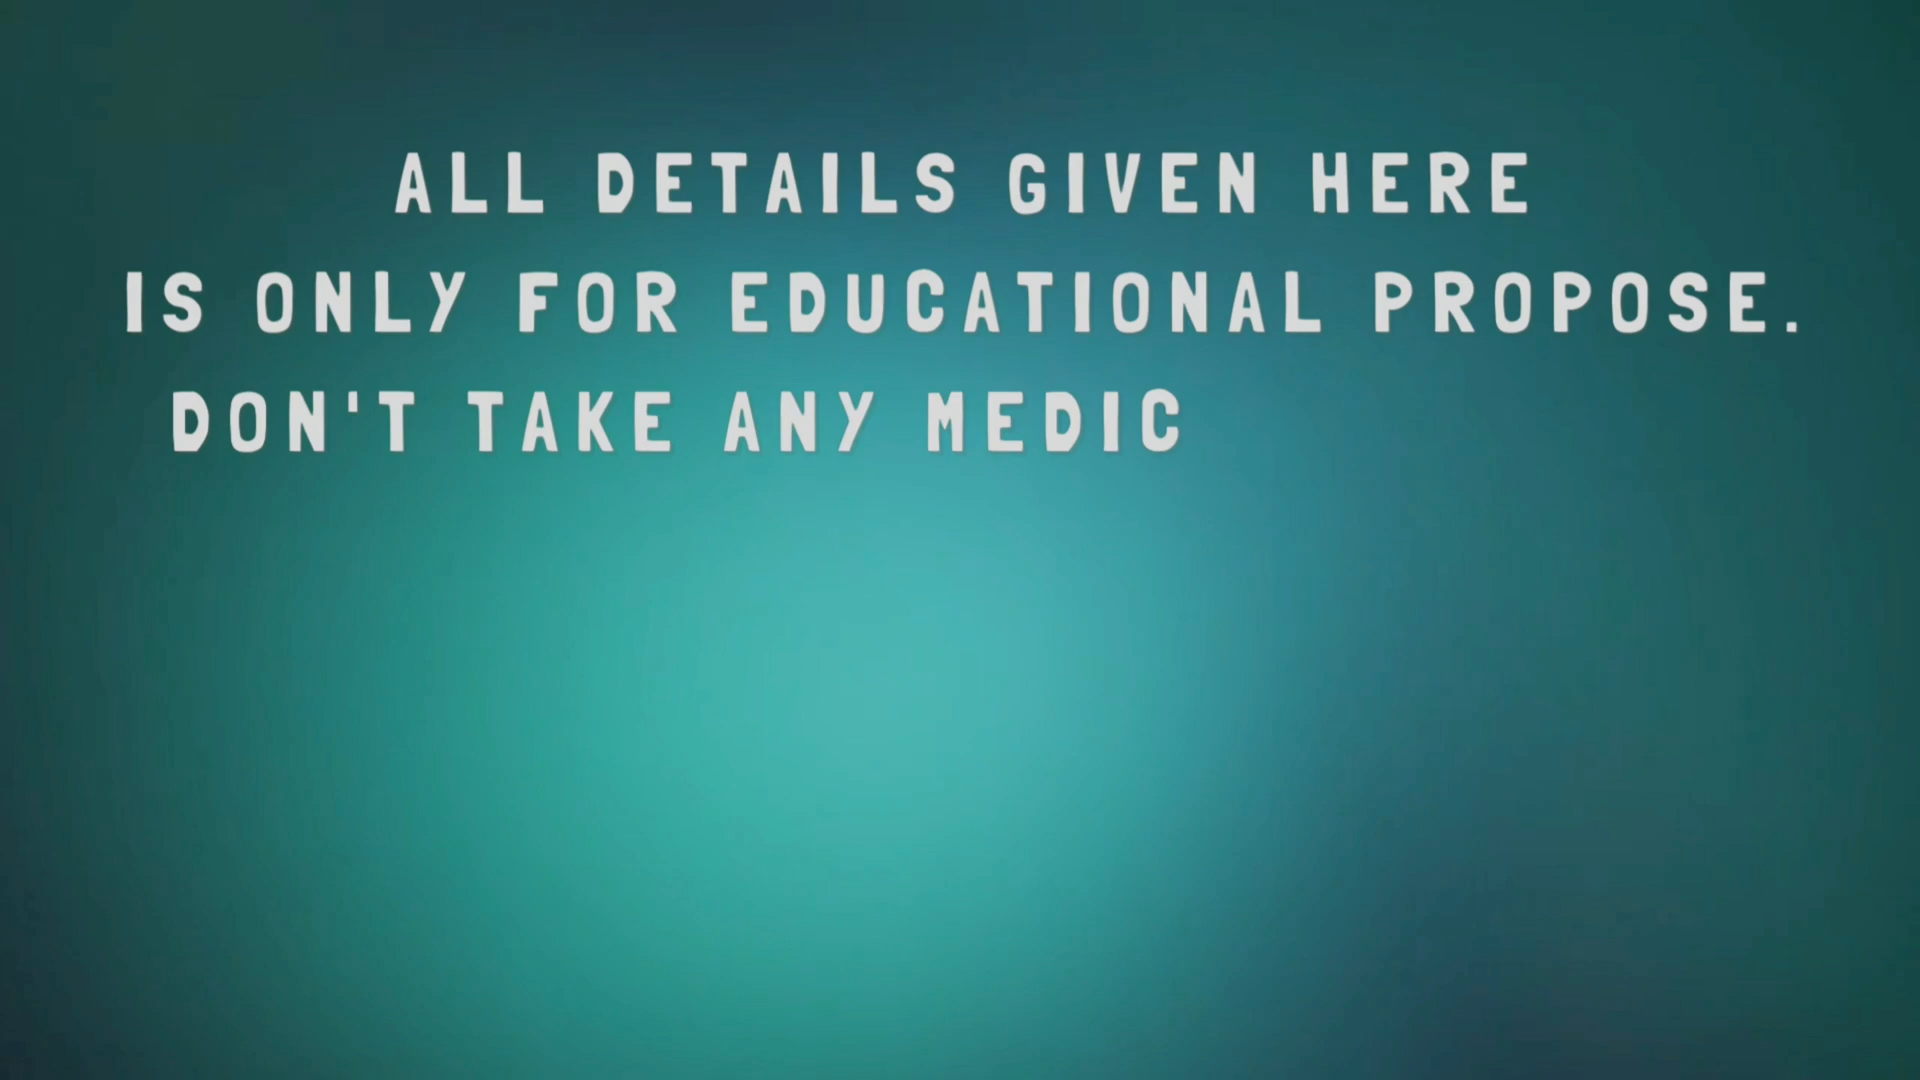 ALL DETAILS GIVEN HERE
IS ONLY FOR EDUCATIONAL PROPOSE.
DON'T TAKE ANY MEDIC